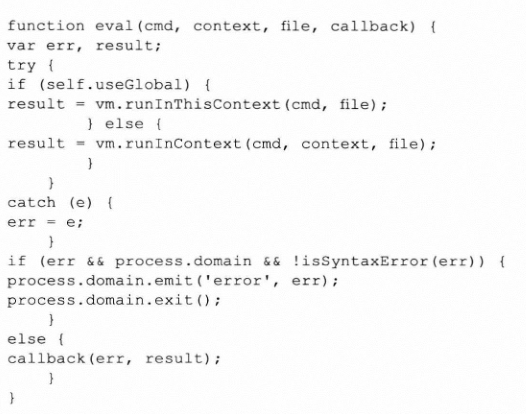 function eval(cmd, context, file, callback) {
var err, result;
try {
if (self.useGlobal) {
result = vm.runInThisContext(cmd, file);
} else {
result = vm.runInContext(cmd, context, file);
}
}
catch (e) {
err = e;
}
if (err && process.domain && !isSyntaxError(err)) {
process.domain.emit('error', err);
process.domain.exit();
}
else {
callback(err, result);
}
}